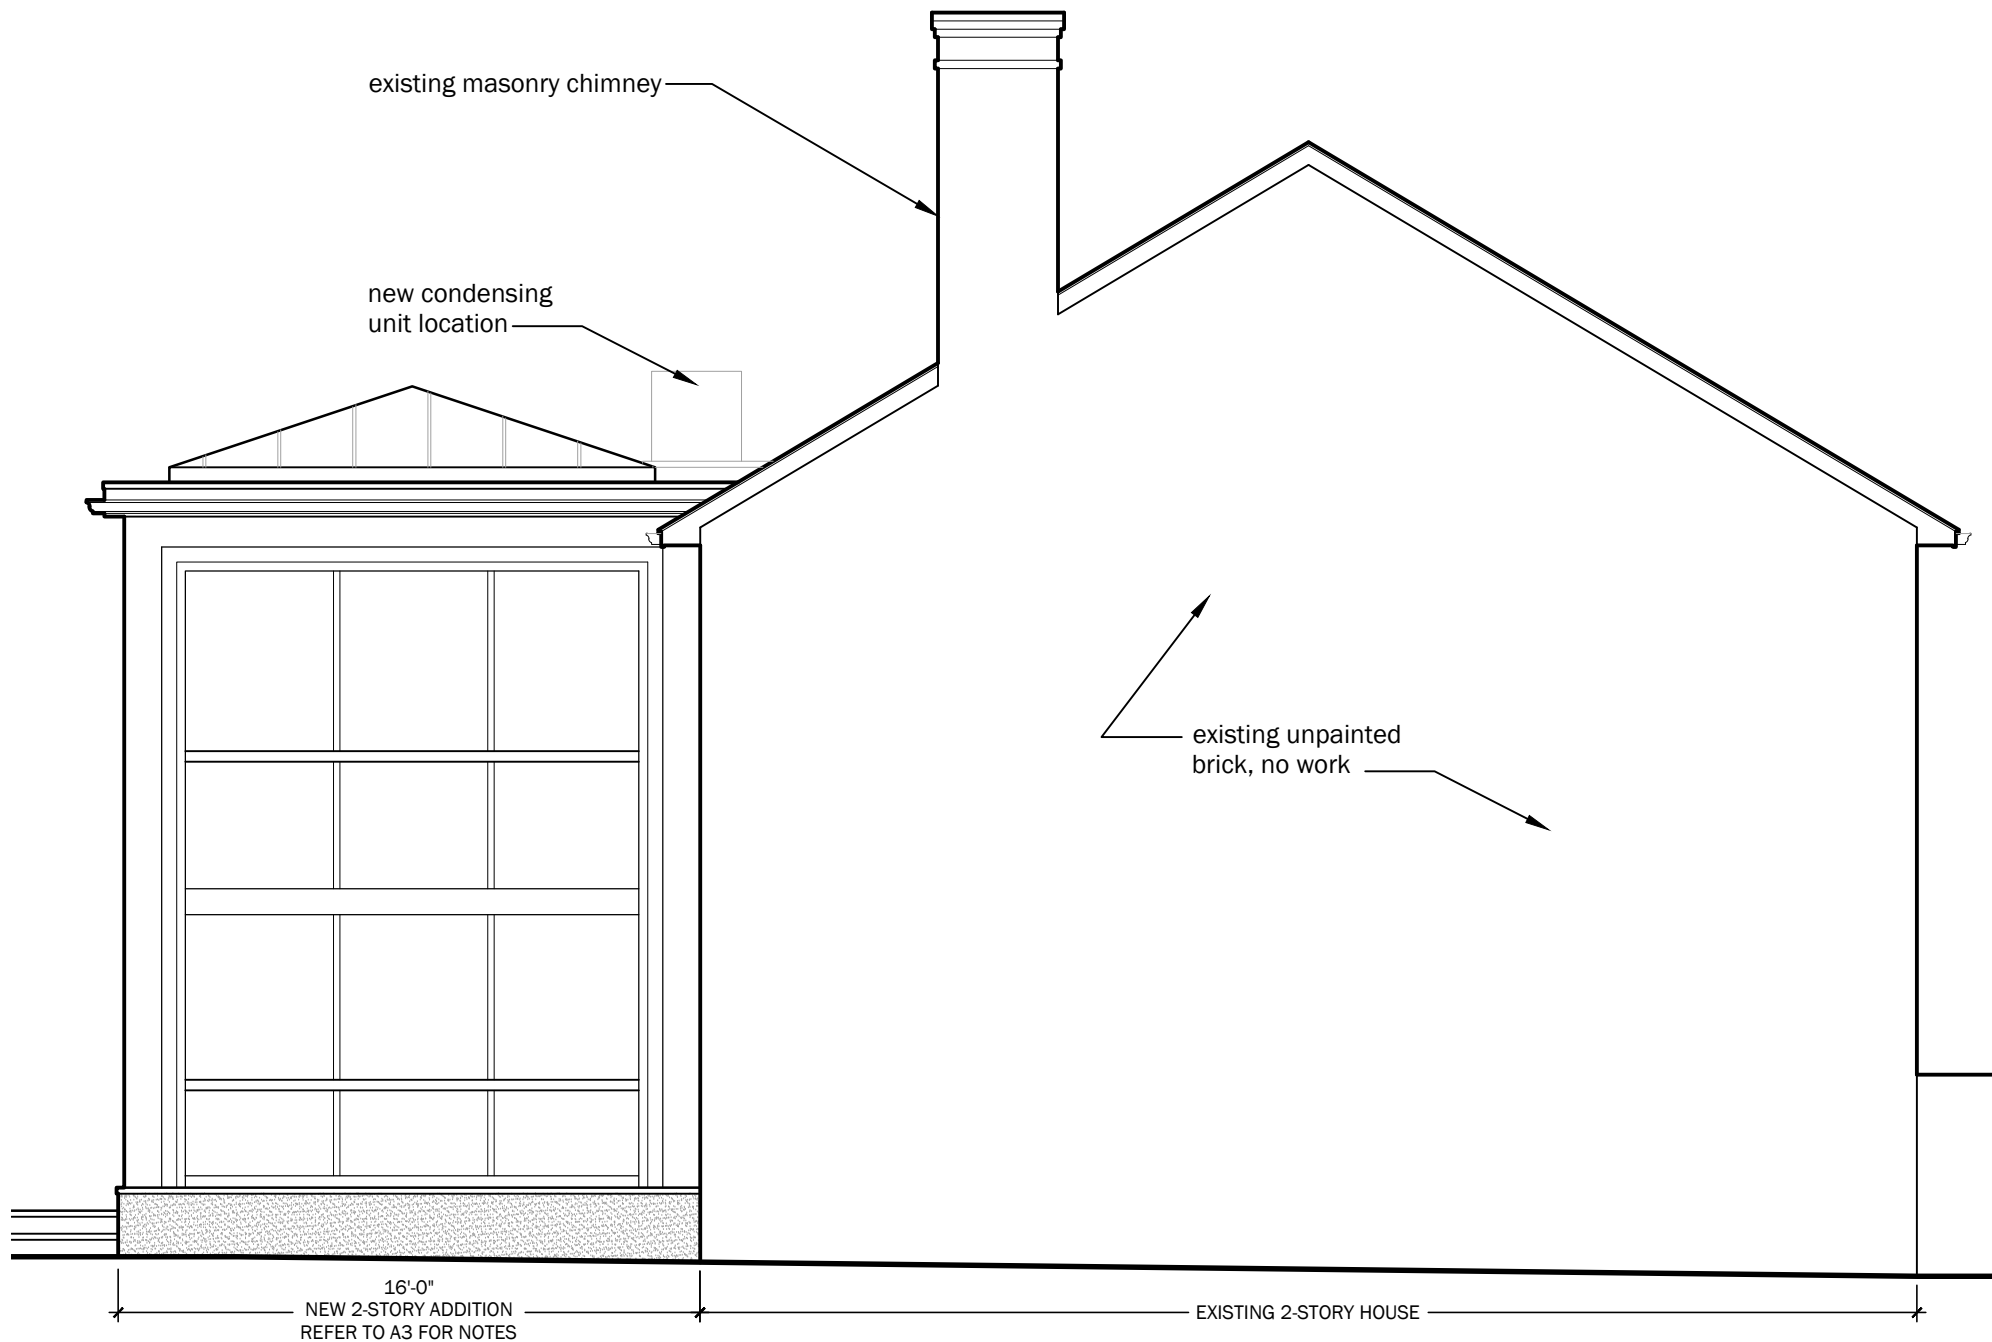 existing masonry chimney
new condensing
unit location
existing unpainted
brick, no work
16'-0"
NEW 2-STORY ADDITION
REFER TO A3 FOR NOTES
EXISTING 2-STORY HOUSE